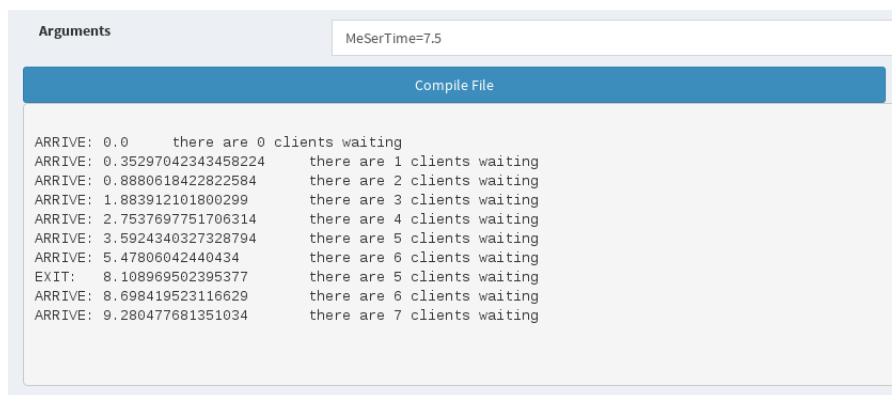 Arguments
MeSerTime=7.5
Compile File
ARRIVE: 0.0 there are 0 clients waiting
ARRIVE: 0.35297042343458224 there are 1 clients waiting
ARRIVE: 0.8880618422822584 there are 2 clients waiting
ARRIVE: 1.883912101800299 there are 3 clients waiting
ARRIVE: 2.7537697751706314 there are 4 clients waiting
ARRIVE: 3.5924340327328794 there are 5 clients waiting
ARRIVE: 5.47806042440434 there are 6 clients waiting
EXIT: 8.108969502395377 there are 5 clients waiting
ARRIVE: 8.698419523116629 there are 6 clients waiting
ARRIVE: 9.280477681351034 there are 7 clients waiting